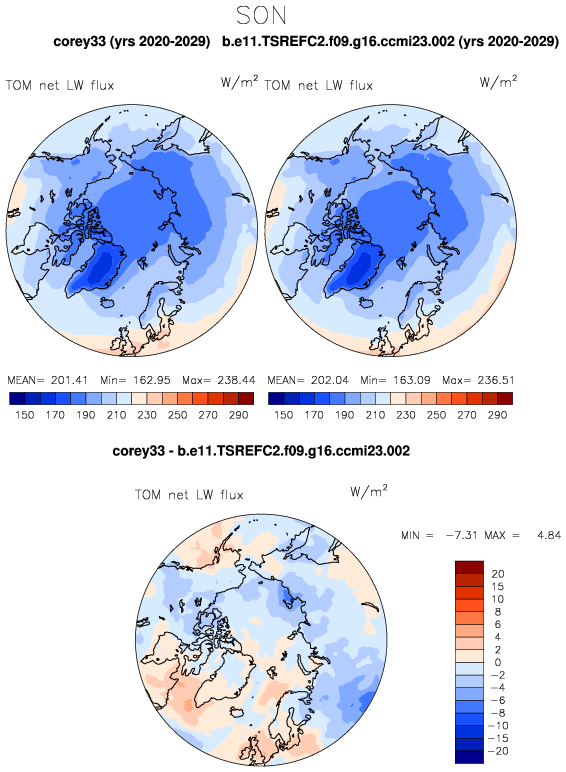 SON
corey33 (yrs 2020-2029) b.e11.TSREFC2.f09.g16.ccmi23.002 (yrs 2020-2029)
TOM net LW flux W/m² TOM net LW flux W/m²
MEAN= 201.41 Min= 162.95 Max= 238.44 MEAN= 202.04 Min= 163.09 Max= 236.51
150 170 190 210 230 250 270 290 150 170 190 210 230 250 270 290
corey33 - b.e11.TSREFC2.f09.g16.ccmi23.002
TOM net LW flux W/m²
MIN = -7.31 MAX = 4.84
20
15
10
8
6
4
2
0
-2
-4
-6
-8
-10
-15
-20